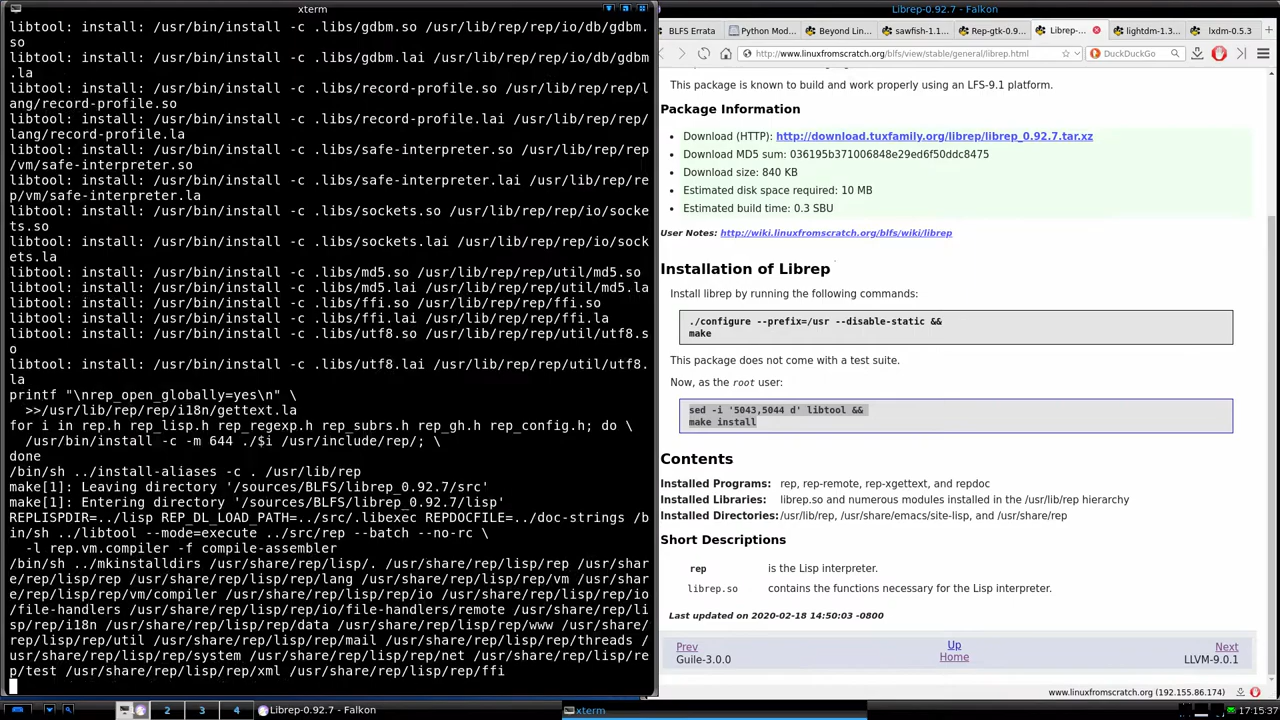 xterm
libtool: install: /usr/bin/install -c .libs/gdbm.so /usr/lib/rep/rep/io/db/gdbm.
so
libtool: install: /usr/bin/install -c .libs/gdbm.lai /usr/lib/rep/rep/io/db/gdbm
.la
libtool: install: /usr/bin/install -c .libs/record-profile.so /usr/lib/rep/rep/l
ang/record-profile.so
libtool: install: /usr/bin/install -c .libs/record-profile.lai /usr/lib/rep/rep/
lang/record-profile.la
libtool: install: /usr/bin/install -c .libs/safe-interpreter.so /usr/lib/rep/rep
/vm/safe-interpreter.so
libtool: install: /usr/bin/install -c .libs/safe-interpreter.lai /usr/lib/rep/re
p/vm/safe-interpreter.la
libtool: install: /usr/bin/install -c .libs/sockets.so /usr/lib/rep/rep/io/socke
ts.so
libtool: install: /usr/bin/install -c .libs/sockets.lai /usr/lib/rep/rep/io/sock
ets.la
libtool: install: /usr/bin/install -c .libs/md5.so /usr/lib/rep/rep/util/md5.so
libtool: install: /usr/bin/install -c .libs/md5.lai /usr/lib/rep/rep/util/md5.la
libtool: install: /usr/bin/install -c .libs/ffi.so /usr/lib/rep/rep/ffi.so
libtool: install: /usr/bin/install -c .libs/ffi.lai /usr/lib/rep/rep/ffi.la
libtool: install: /usr/bin/install -c .libs/utf8.so /usr/lib/rep/rep/util/utf8.s
o
libtool: install: /usr/bin/install -c .libs/utf8.lai /usr/lib/rep/rep/util/utf8.
la
printf "\nrep_open_globally=yes\n" \
>>/usr/lib/rep/rep/i18n/gettext.la
for i in rep.h rep_lisp.h rep_regexp.h rep_subrs.h rep_gh.h rep_config.h; do \
/usr/bin/install -c -m 644 ./$i /usr/include/rep/; \
done
/bin/sh ../install-aliases -c . /usr/lib/rep
make[1]: Leaving directory '/sources/BLFS/librep_0.92.7/src'
make[1]: Entering directory '/sources/BLFS/librep_0.92.7/lisp'
REPLISPDIR=../lisp REP_DL_LOAD_PATH=../src/.libexec REPDOCFILE=../doc-strings /b
in/sh ../libtool --mode=execute ../src/rep --batch --no-rc \
-l rep.vm.compiler -f compile-assembler
/bin/sh ../mkinstalldirs /usr/share/rep/lisp/. /usr/share/rep/lisp/rep /usr/shar
e/rep/lisp/rep /usr/share/rep/lisp/rep/lang /usr/share/rep/lisp/rep/vm /usr/shar
e/rep/lisp/rep/vm/compiler /usr/share/rep/lisp/rep/io /usr/share/rep/lisp/rep/io
/file-handlers /usr/share/rep/lisp/rep/io/file-handlers/remote /usr/share/rep/li
sp/rep/i18n /usr/share/rep/lisp/rep/data /usr/share/rep/lisp/rep/www /usr/share/
rep/lisp/rep/util /usr/share/rep/lisp/rep/mail /usr/share/rep/lisp/rep/threads /
usr/share/rep/lisp/rep/system /usr/share/rep/lisp/rep/net /usr/share/rep/lisp/re
p/test /usr/share/rep/lisp/rep/xml /usr/share/rep/lisp/rep/ffi
Librep-0.92.7 - Falkon
BLFS Errata
Python Mod...
Beyond Lin...
sawfish-1.1...
Rep-gtk-0.9...
Librep-...
lightdm-1.3...
lxdm-0.5.3
http://www.linuxfromscratch.org/blfs/view/stable/general/librep.html
DuckDuckGo
This package is known to build and work properly using an LFS-9.1 platform.
Package Information
Download (HTTP): http://download.tuxfamily.org/librep/librep_0.92.7.tar.xz
Download MD5 sum: 036195b371006848e29ed6f50ddc8475
Download size: 840 KB
Estimated disk space required: 10 MB
Estimated build time: 0.3 SBU
User Notes: http://wiki.linuxfromscratch.org/blfs/wiki/librep
Installation of Librep
Install librep by running the following commands:
./configure --prefix=/usr --disable-static &&
make
This package does not come with a test suite.
Now, as the root user:
sed -i '5043,5044 d' libtool &&
make install
Contents
Installed Programs: rep, rep-remote, rep-xgettext, and repdoc
Installed Libraries: librep.so and numerous modules installed in the /usr/lib/rep hierarchy
Installed Directories: /usr/lib/rep, /usr/share/emacs/site-lisp, and /usr/share/rep
Short Descriptions
rep is the Lisp interpreter.
librep.so contains the functions necessary for the Lisp interpreter.
Last updated on 2020-02-18 14:50:03 -0800
Prev Up Next
Guile-3.0.0 Home LLVM-9.0.1
www.linuxfromscratch.org (192.155.86.174)
2 3 4 Librep-0.92.7 - Falkon xterm 17:15:37